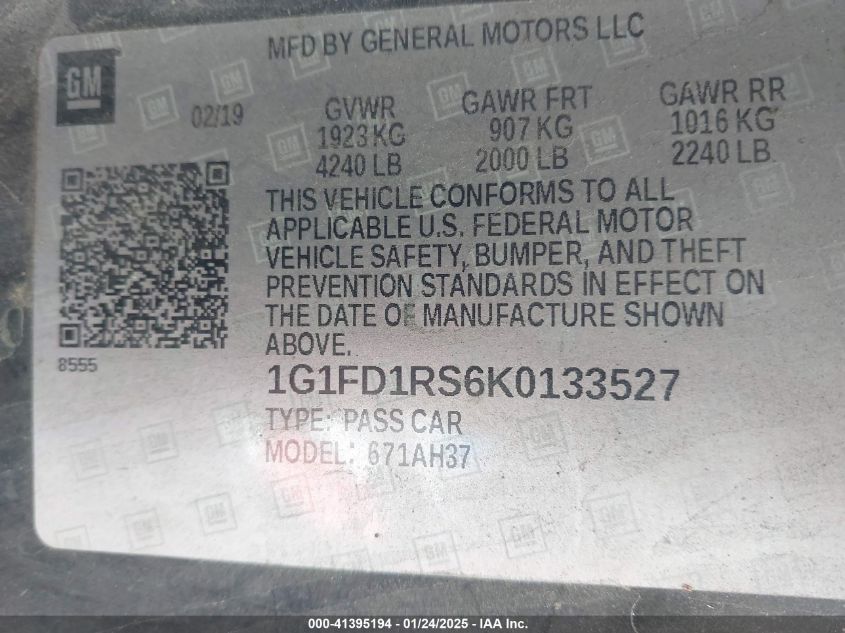 MFD BY GENERAL MOTORS LLC
GM
02/19
GVWR GAWR FRT GAWR RR
1923 KG 907 KG 1016 KG
4240 LB 2000 LB 2240 LB
THIS VEHICLE CONFORMS TO ALL
APPLICABLE U.S. FEDERAL MOTOR
VEHICLE SAFETY, BUMPER, AND THEFT
PREVENTION STANDARDS IN EFFECT ON
THE DATE OF MANUFACTURE SHOWN
ABOVE.
8555
1G1FD1RS6K0133527
TYPE: PASS CAR
MODEL: 671AH37
000-41395194 - 01/24/2025 - IAA Inc.